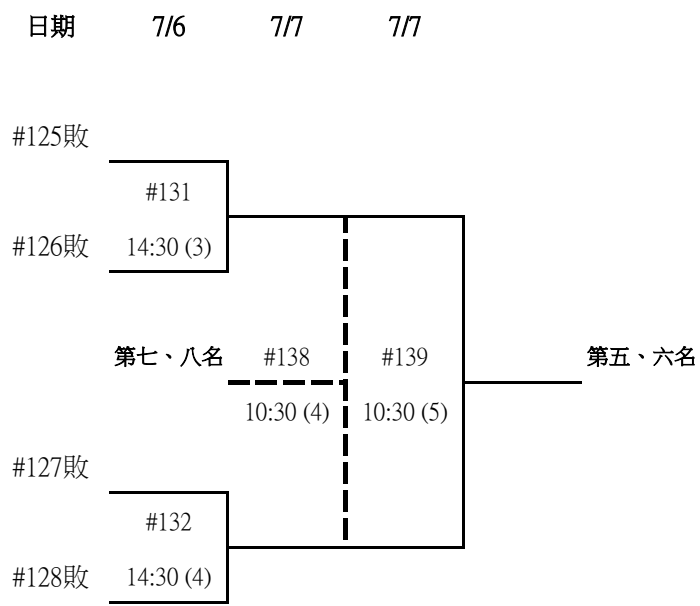 日期 7/6 7/7 7/7
#125敗
#131
#126敗 14:30 (3)
第七、八名 #138 #139 第五、六名
10:30 (4) 10:30 (5)
#127敗
#132
#128敗 14:30 (4)